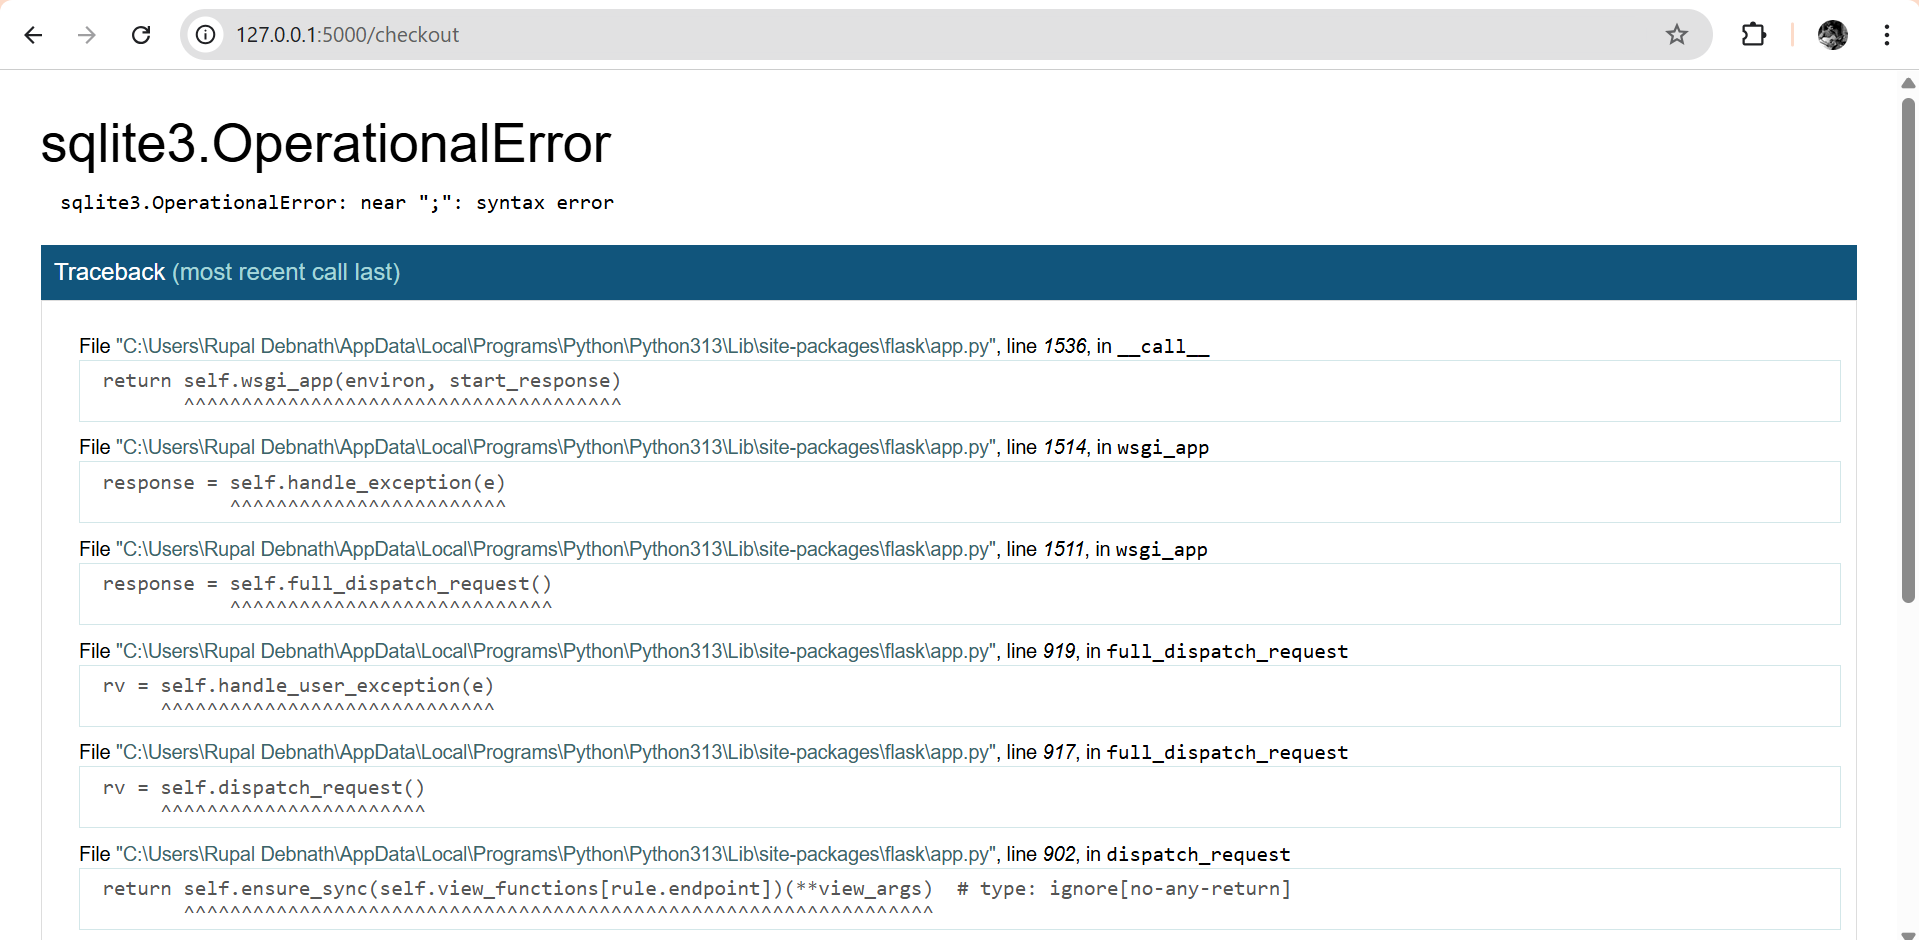 127.0.0.1:5000/checkout
sqlite3.OperationalError
sqlite3.OperationalError: near ";": syntax error
Traceback (most recent call last)
File "C:\Users\Rupal Debnath\AppData\Local\Programs\Python\Python313\Lib\site-packages\flask\app.py", line 1536, in __call__
return self.wsgi_app(environ, start_response)
^^^^^^^^^^^^^^^^^^^^^^^^^^^^^^^^^^^^^^
File "C:\Users\Rupal Debnath\AppData\Local\Programs\Python\Python313\Lib\site-packages\flask\app.py", line 1514, in wsgi_app
response = self.handle_exception(e)
^^^^^^^^^^^^^^^^^^^^^^^^
File "C:\Users\Rupal Debnath\AppData\Local\Programs\Python\Python313\Lib\site-packages\flask\app.py", line 1511, in wsgi_app
response = self.full_dispatch_request()
^^^^^^^^^^^^^^^^^^^^^^^^^^^^
File "C:\Users\Rupal Debnath\AppData\Local\Programs\Python\Python313\Lib\site-packages\flask\app.py", line 919, in full_dispatch_request
rv = self.handle_user_exception(e)
^^^^^^^^^^^^^^^^^^^^^^^^^^^^^
File "C:\Users\Rupal Debnath\AppData\Local\Programs\Python\Python313\Lib\site-packages\flask\app.py", line 917, in full_dispatch_request
rv = self.dispatch_request()
^^^^^^^^^^^^^^^^^^^^^^^
File "C:\Users\Rupal Debnath\AppData\Local\Programs\Python\Python313\Lib\site-packages\flask\app.py", line 902, in dispatch_request
return self.ensure_sync(self.view_functions[rule.endpoint])(**view_args)  # type: ignore[no-any-return]
^^^^^^^^^^^^^^^^^^^^^^^^^^^^^^^^^^^^^^^^^^^^^^^^^^^^^^^^^^^^^^^^^